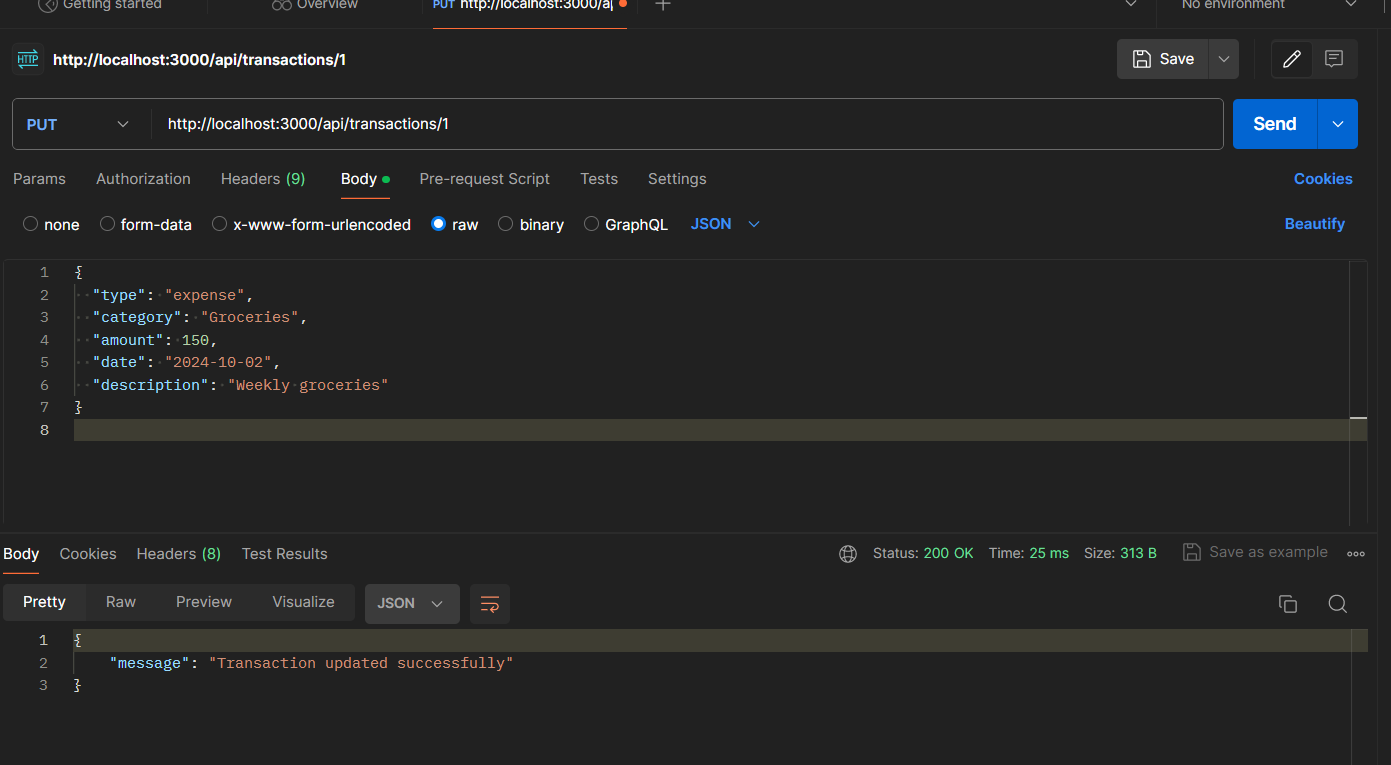 Getting started
Overview
PUT http://localhost:3000/ap
No environment
HTTP http://localhost:3000/api/transactions/1
Save
PUT http://localhost:3000/api/transactions/1 Send
Params Authorization Headers (9) Body Pre-request Script Tests Settings Cookies
none form-data x-www-form-urlencoded raw binary GraphQL JSON Beautify
1 {
2 "type": "expense",
3 "category": "Groceries",
4 "amount": 150,
5 "date": "2024-10-02",
6 "description": "Weekly groceries"
7 }
8
Body Cookies Headers (8) Test Results Status: 200 OK Time: 25 ms Size: 313 B Save as example
Pretty Raw Preview Visualize JSON
1 {
2 "message": "Transaction updated successfully"
3 }